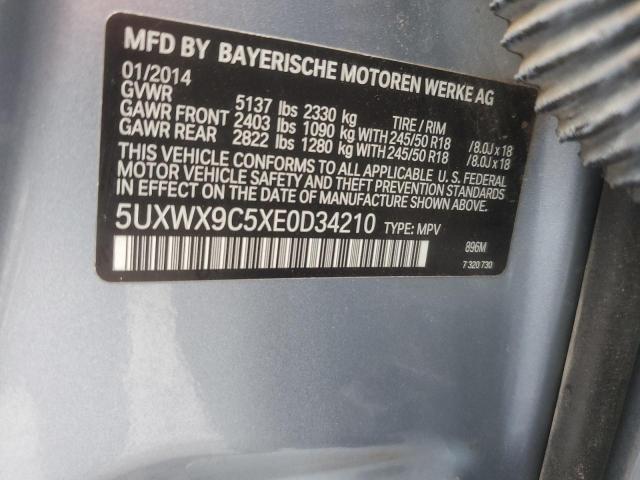 MFD BY BAYERISCHE MOTOREN WERKE AG
01/2014
GVWR 5137 lbs 2330 kg TIRE / RIM
GAWR FRONT 2403 lbs 1090 kg WITH 245/50 R18 /8.0J x 18
GAWR REAR 2822 lbs 1280 kg WITH 245/50 R18 /8.0J x 18
THIS VEHICLE CONFORMS TO ALL APPLICABLE U. S. FEDERAL
MOTOR VEHICLE SAFETY AND THEFT PREVENTION STANDARDS
IN EFFECT ON THE DATE OF MANUFACTURE SHOWN ABOVE.
5UXWX9C5XE0D34210 TYPE: MPV
896M
7 320 730